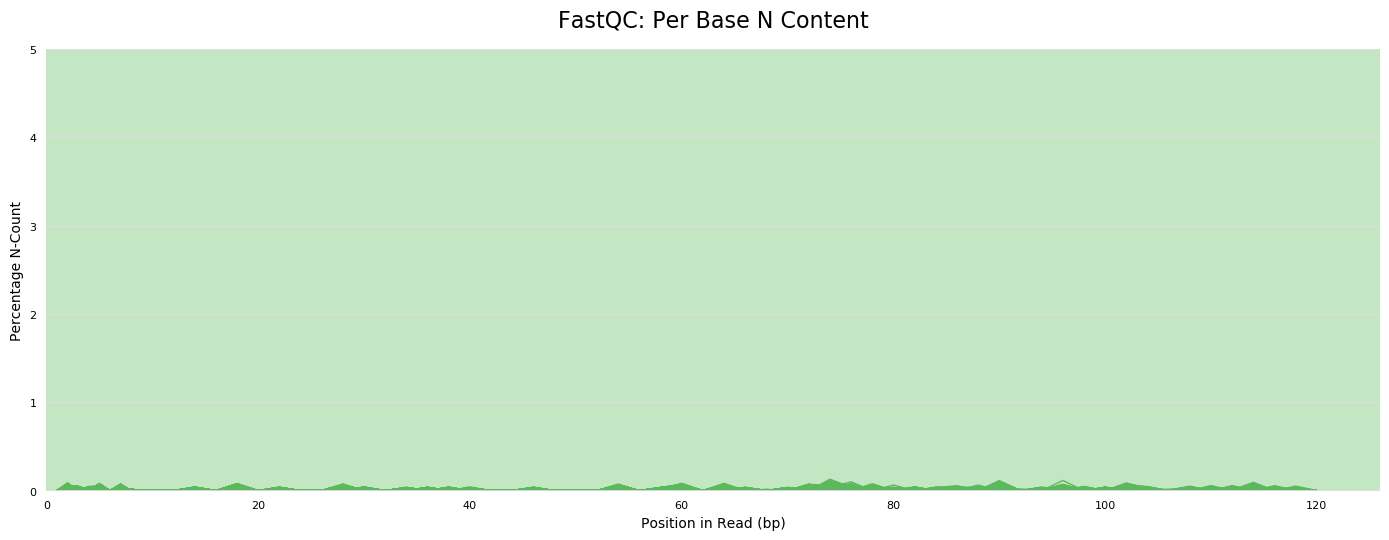 FastQC: Per Base N Content
5
4
3
2
1
0
Percentage N-Count
0 20 40 60 80 100 120
Position in Read (bp)